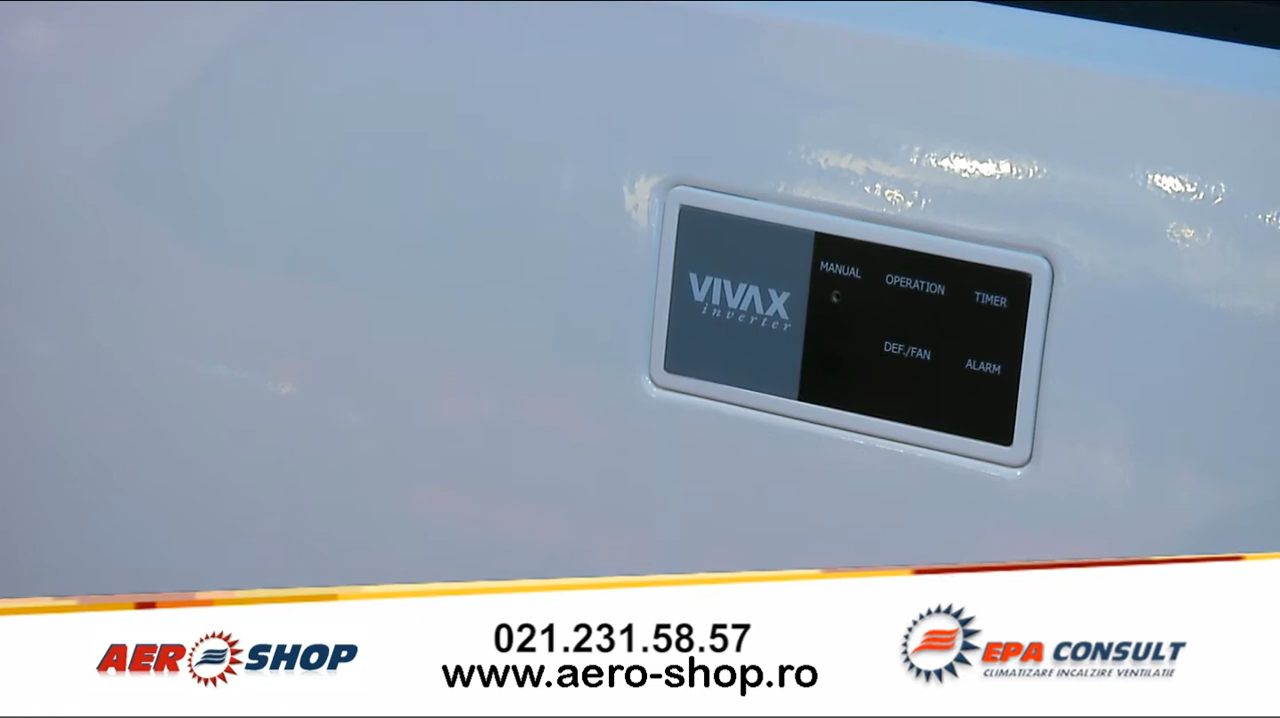 VIVAX
inverter
MANUAL
OPERATION
TIMER
DEF./FAN
ALARM
AERO SHOP
021.231.58.57
www.aero-shop.ro
EPA CONSULT
CLIMATIZARE INCALZIRE VENTILATIE